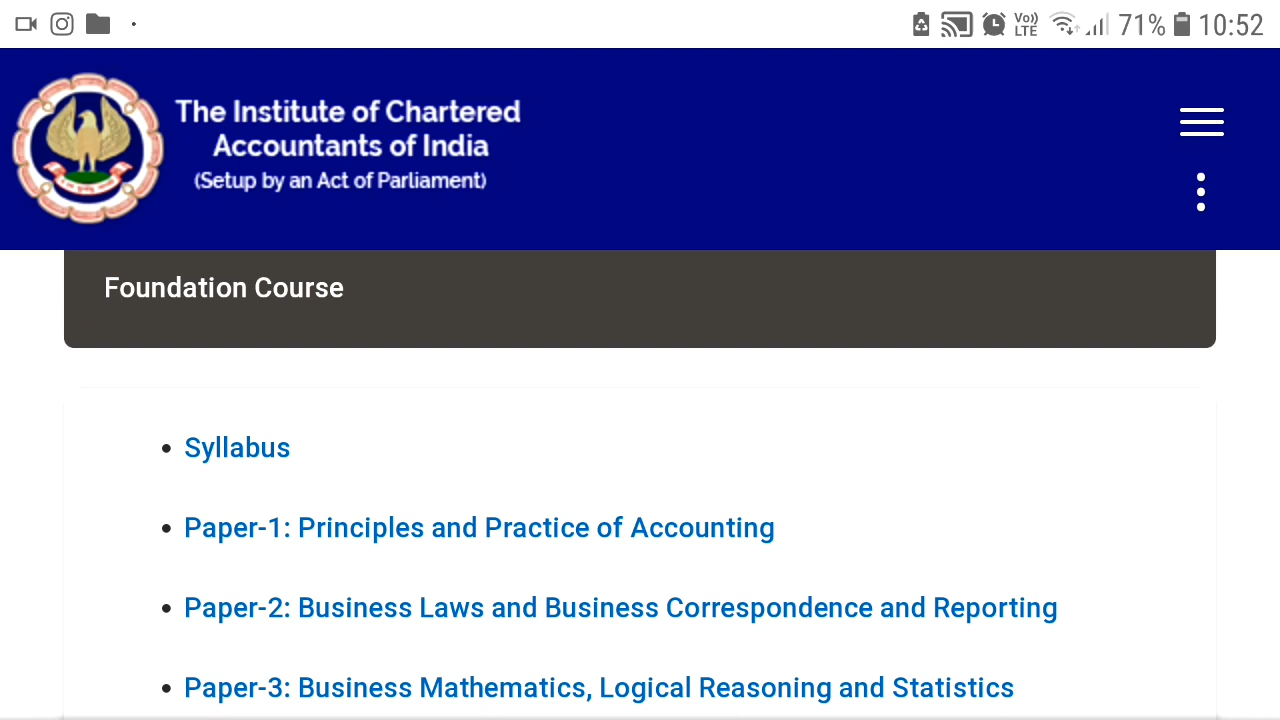 Vo)) LTE 71% 10:52
The Institute of Chartered
Accountants of India
(Setup by an Act of Parliament)
Foundation Course
Syllabus
Paper-1: Principles and Practice of Accounting
Paper-2: Business Laws and Business Correspondence and Reporting
Paper-3: Business Mathematics, Logical Reasoning and Statistics